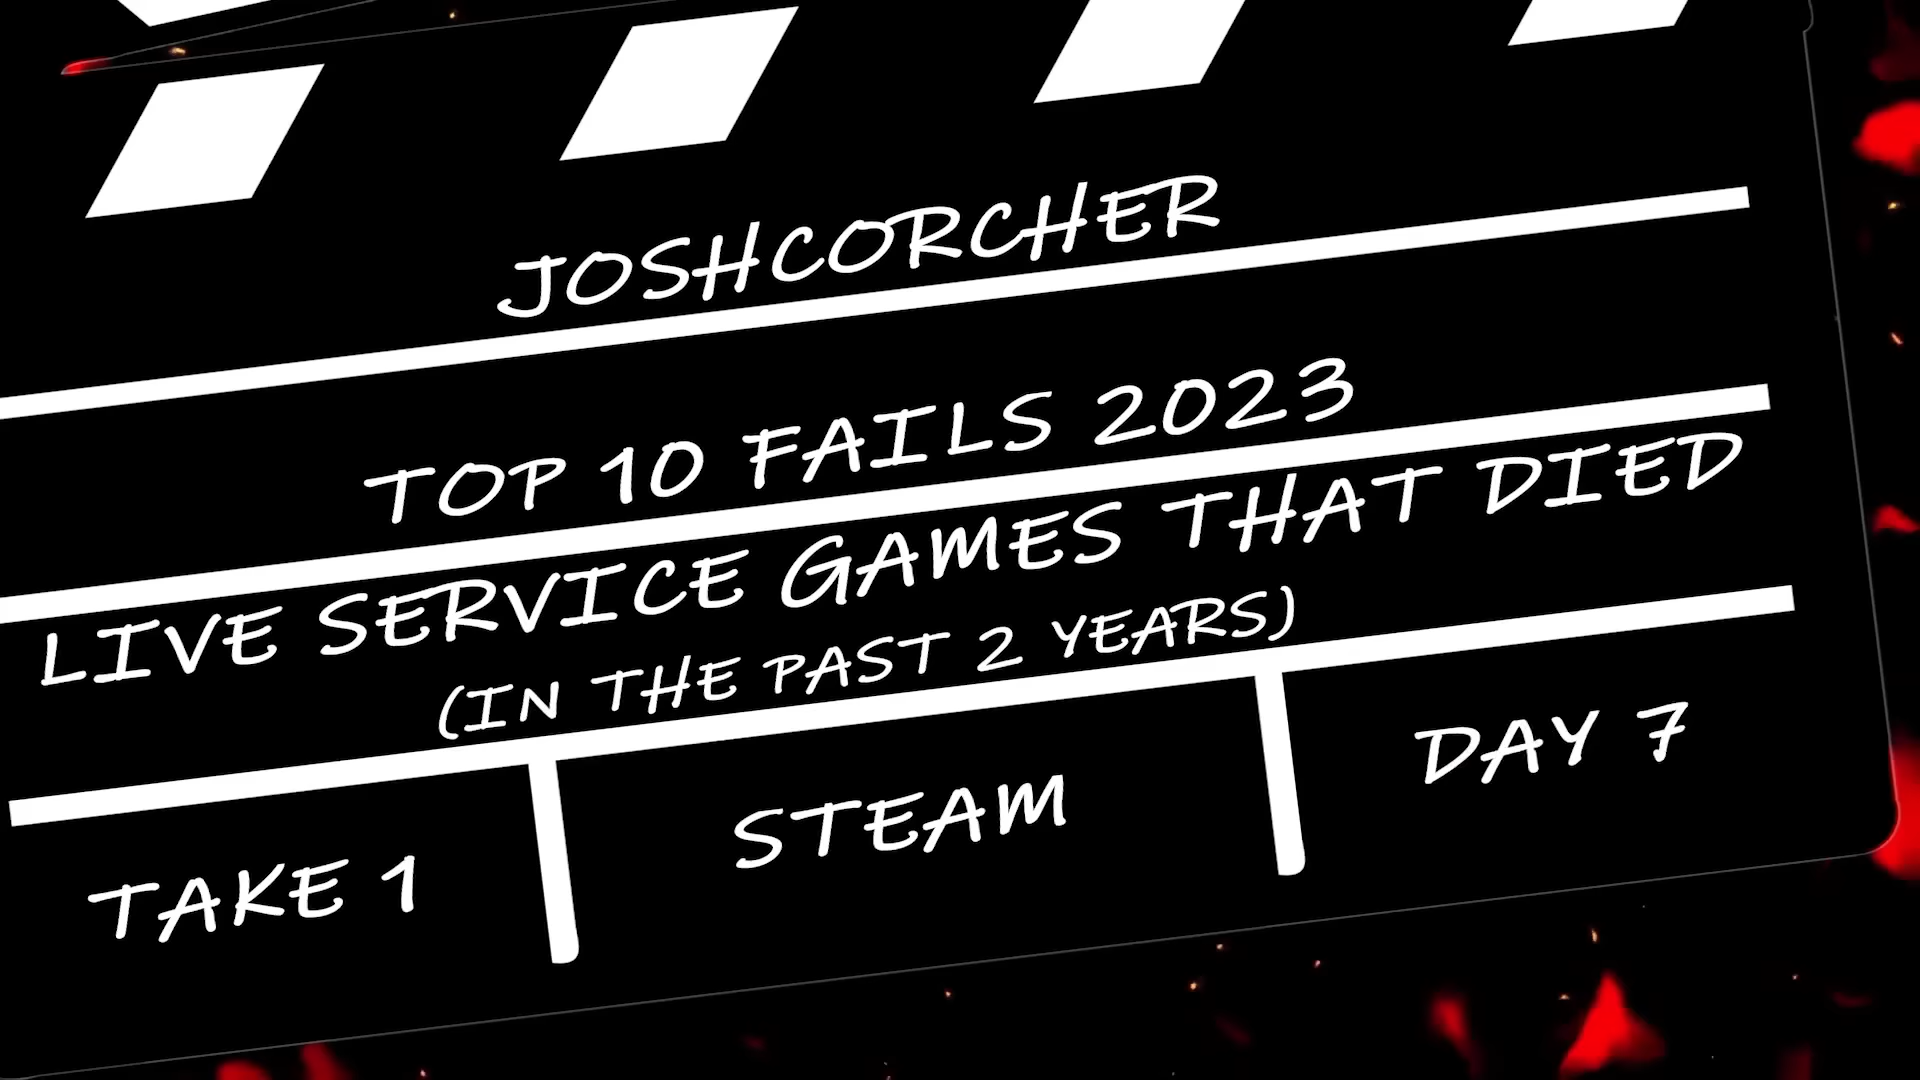 JOSHCORCHER
TOP 10 FAILS 2023
LIVE SERVICE GAMES THAT DIED
(IN THE PAST 2 YEARS)
TAKE 1
STEAM
DAY 7